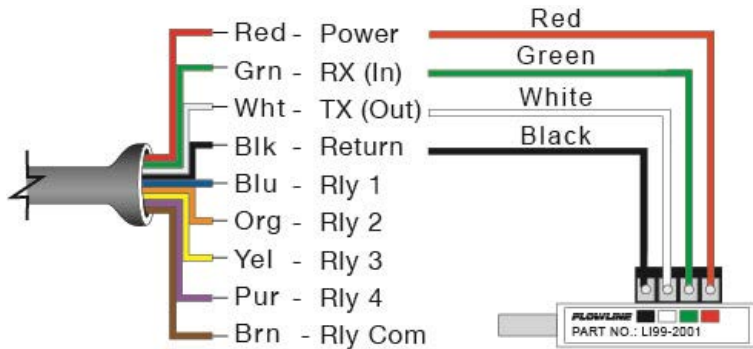 Red - Power Red
Grn - RX (In) Green
Wht - TX (Out) White
Blk - Return Black
Blu - Rly 1
Org - Rly 2
Yel - Rly 3
Pur - Rly 4
Brn - Rly Com
FLOWLINE
PART NO.: LI99-2001